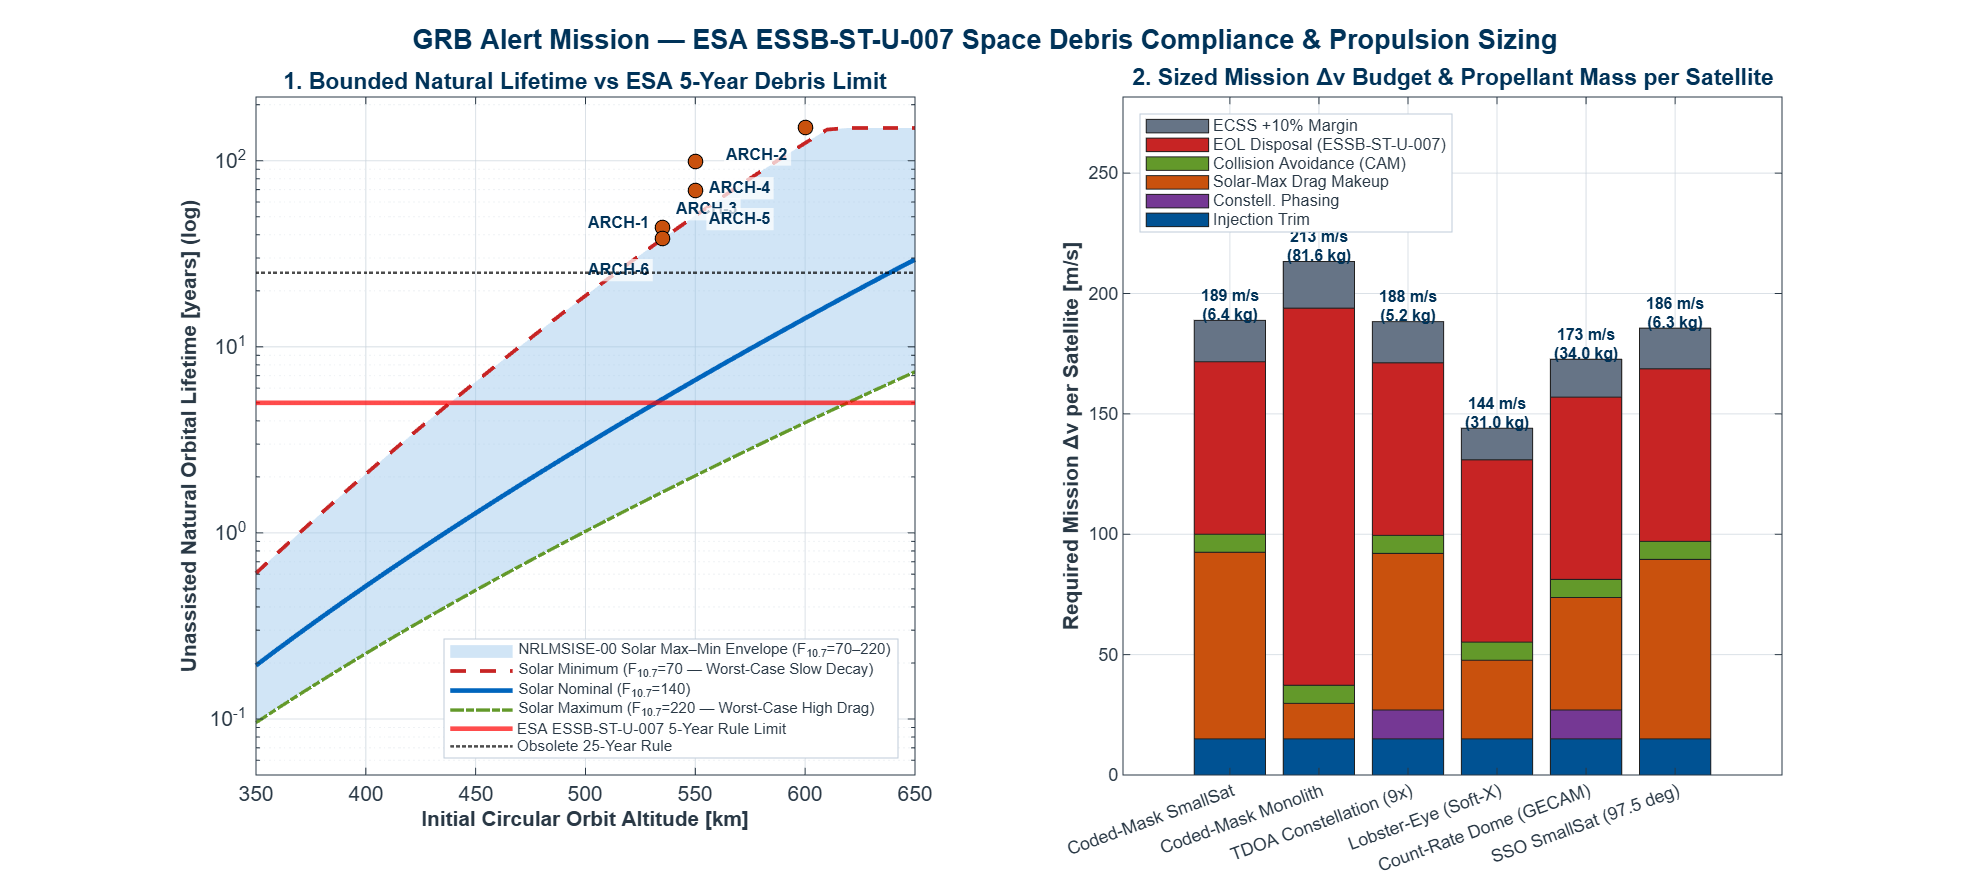 GRB Alert Mission — ESA ESSB-ST-U-007 Space Debris Compliance & Propulsion Sizing
1. Bounded Natural Lifetime vs ESA 5-Year Debris Limit
Unassisted Natural Orbital Lifetime [years] (log)
10²
10¹
10⁰
10⁻¹
ARCH-2
ARCH-4
ARCH-3
ARCH-5
ARCH-1
ARCH-6
NRLMSISE-00 Solar Max–Min Envelope (F₁₀.₇=70–220)
Solar Minimum (F₁₀.₇=70 — Worst-Case Slow Decay)
Solar Nominal (F₁₀.₇=140)
Solar Maximum (F₁₀.₇=220 — Worst-Case High Drag)
ESA ESSB-ST-U-007 5-Year Rule Limit
Obsolete 25-Year Rule
350 400 450 500 550 600 650
Initial Circular Orbit Altitude [km]
2. Sized Mission Δv Budget & Propellant Mass per Satellite
Required Mission Δv per Satellite [m/s]
250
200
150
100
50
0
ECSS +10% Margin
EOL Disposal (ESSB-ST-U-007)
Collision Avoidance (CAM)
Solar-Max Drag Makeup
Constell. Phasing
Injection Trim
189 m/s
(6.4 kg)
213 m/s
(81.6 kg)
188 m/s
(5.2 kg)
144 m/s
(31.0 kg)
173 m/s
(34.0 kg)
186 m/s
(6.3 kg)
Coded-Mask SmallSat
Coded-Mask Monolith
TDOA Constellation (9x)
Lobster-Eye (Soft-X)
Count-Rate Dome (GECAM)
SSO SmallSat (97.5 deg)